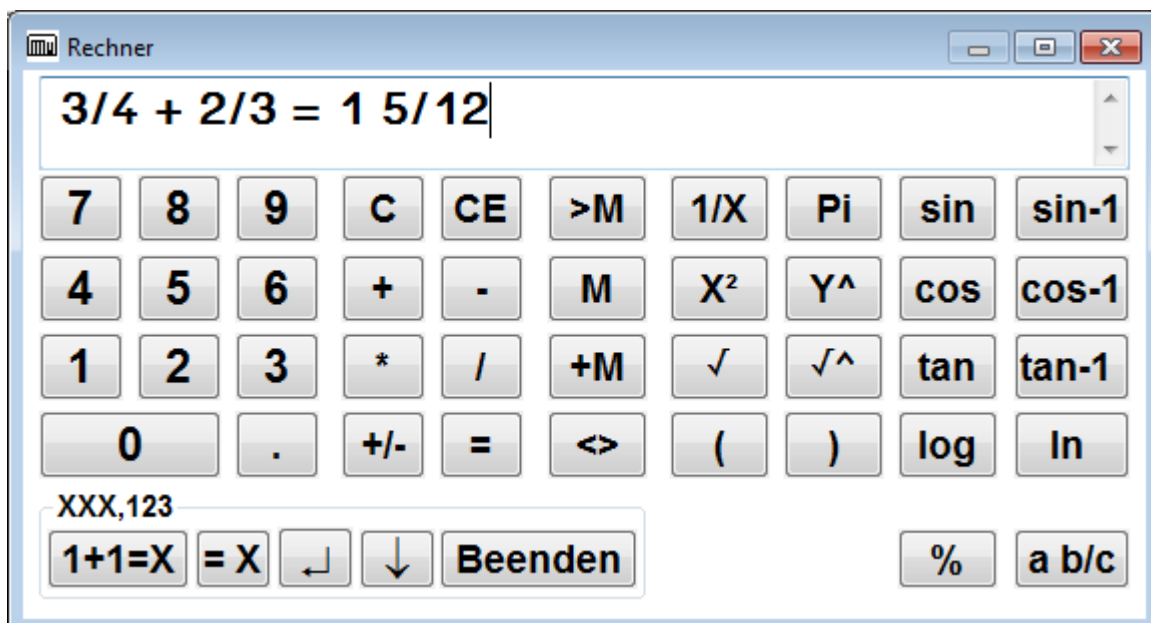 Rechner
3/4 + 2/3 = 1 5/12
7 8 9 C CE >M 1/X Pi sin sin-1
4 5 6 + - M X² Y^ cos cos-1
1 2 3 * / +M √ √^ tan tan-1
0 . +/- = <> ( ) log ln
XXX,123
1+1=X = X ↵ ↓ Beenden % a b/c